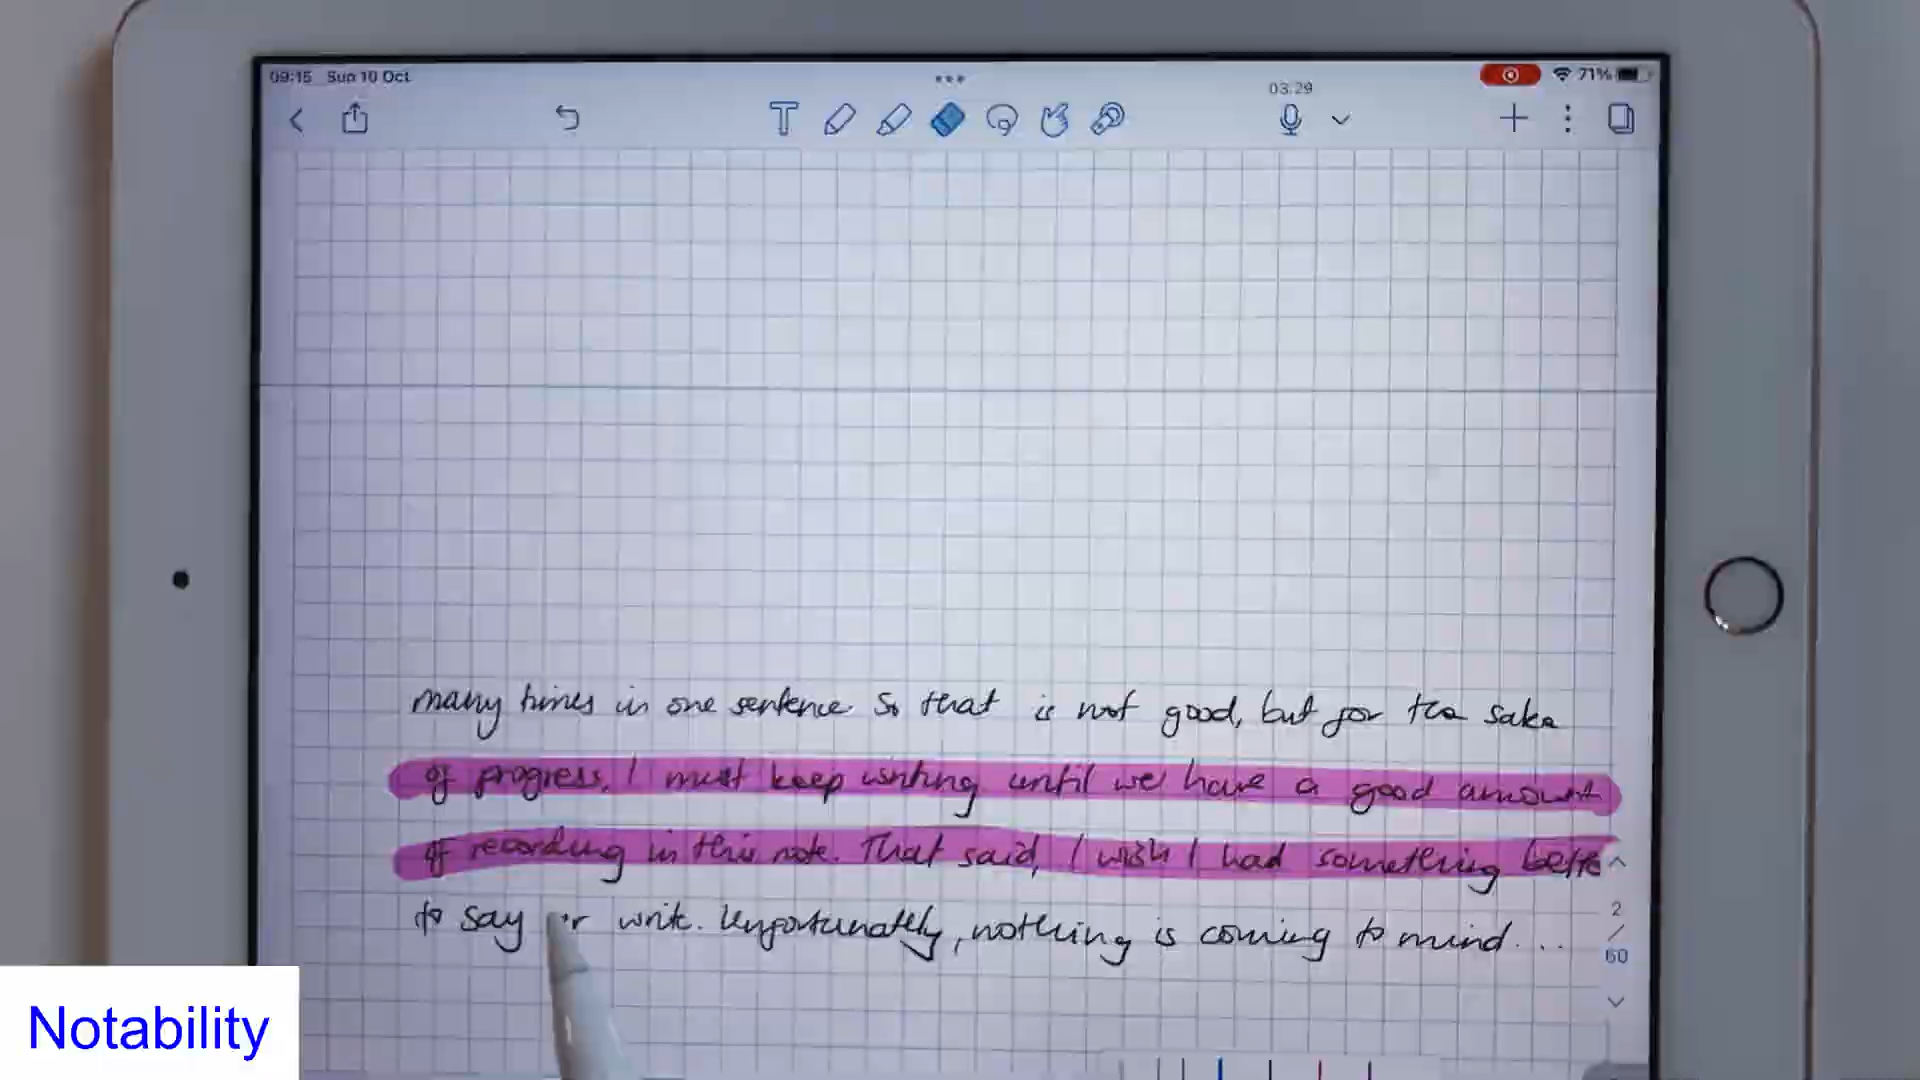 09:15 Sun 10 Oct
71%
03:29
T
many times in one sentence. So that is not good, but for the sake
of progress, I must keep writing until we have a good amount
of recording in this note. That said, I wish I had something bette
to say or write. Unfortunately, nothing is coming to mind...
2
/
60
Notability